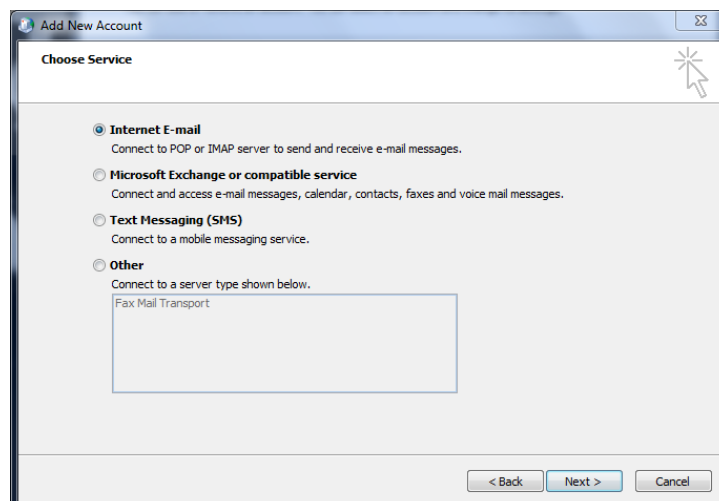 Add New Account
Choose Service
Internet E-mail
Connect to POP or IMAP server to send and receive e-mail messages.
Microsoft Exchange or compatible service
Connect and access e-mail messages, calendar, contacts, faxes and voice mail messages.
Text Messaging (SMS)
Connect to a mobile messaging service.
Other
Connect to a server type shown below.
Fax Mail Transport
< Back Next > Cancel